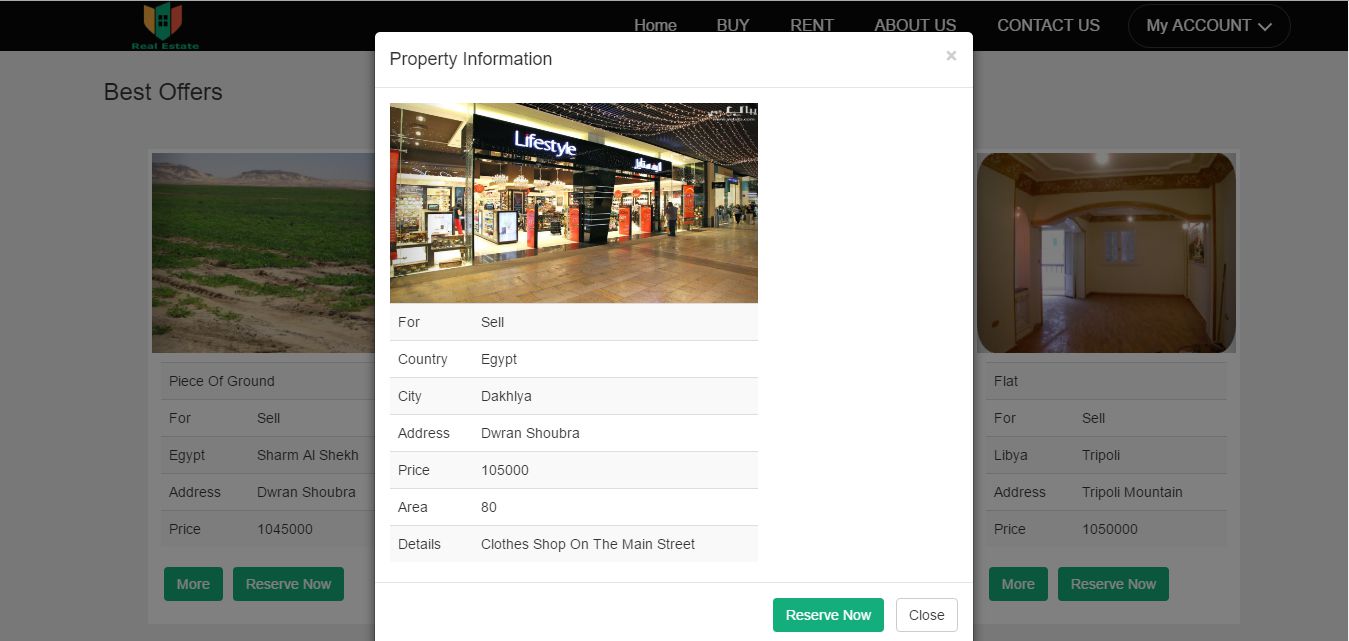 Real Estate
Home BUY RENT ABOUT US CONTACT US My ACCOUNT
Best Offers
Property Information ×
Lifestyle
For Sell
Country Egypt
City Dakhlya
Address Dwran Shoubra
Price 105000
Area 80
Details Clothes Shop On The Main Street
Reserve Now Close
Piece Of Ground
For Sell
Egypt Sharm Al Shekh
Address Dwran Shoubra
Price 1045000
More Reserve Now
Flat
For Sell
Libya Tripoli
Address Tripoli Mountain
Price 1050000
More Reserve Now